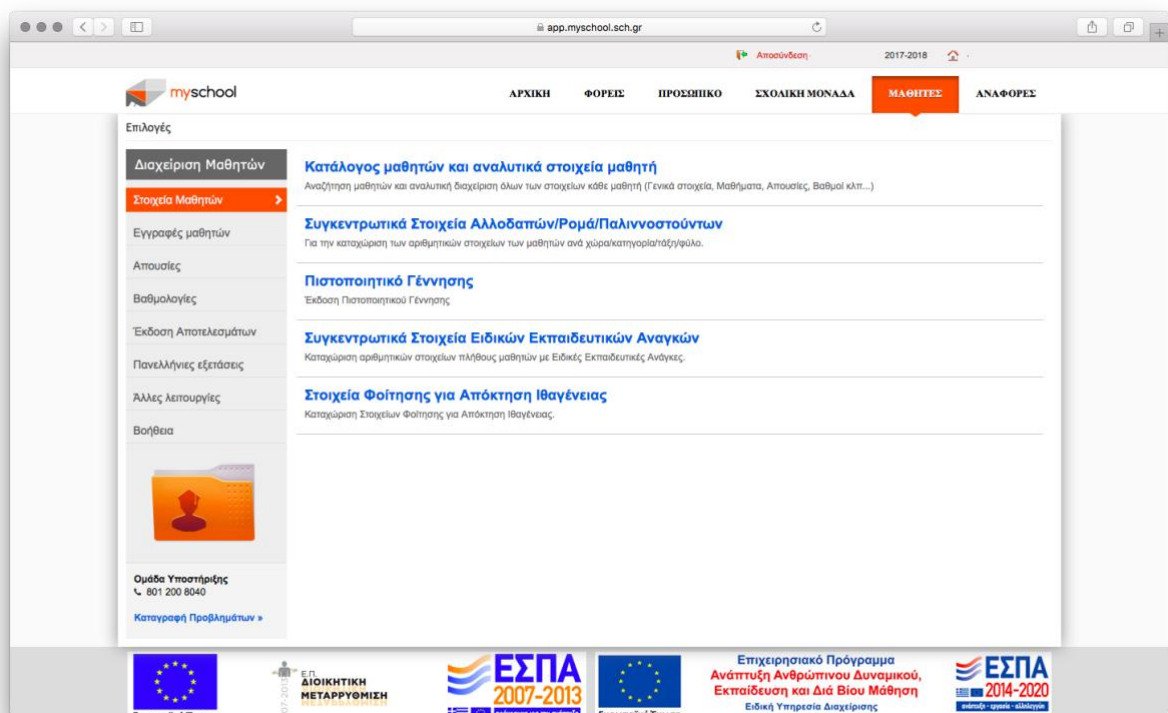 app.myschool.sch.gr
Αποσύνδεση
2017-2018
myschool
ΑΡΧΙΚΗ
ΦΟΡΕΙΣ
ΠΡΟΣΩΠΙΚΟ
ΣΧΟΛΙΚΗ ΜΟΝΑΔΑ
ΜΑΘΗΤΕΣ
ΑΝΑΦΟΡΕΣ
Επιλογές
Διαχείριση Μαθητών
Στοιχεία Μαθητών
Εγγραφές μαθητών
Απουσίες
Βαθμολογίες
Έκδοση Αποτελεσμάτων
Πανελλήνιες εξετάσεις
Άλλες λειτουργίες
Βοήθεια
Ομάδα Υποστήριξης
801 200 8040
Καταγραφή Προβλημάτων »
Κατάλογος μαθητών και αναλυτικά στοιχεία μαθητή
Αναζήτηση μαθητών και αναλυτική διαχείριση όλων των στοιχείων κάθε μαθητή (Γενικά στοιχεία, Μαθήματα, Απουσίες, Βαθμοί κλπ...)
Συγκεντρωτικά Στοιχεία Αλλοδαπών/Ρομά/Παλιννοστούντων
Για την καταχώριση των αριθμητικών στοιχείων των μαθητών ανά χώρα/κατηγορία/τάξη/φύλο.
Πιστοποιητικό Γέννησης
Έκδοση Πιστοποιητικού Γέννησης
Συγκεντρωτικά Στοιχεία Ειδικών Εκπαιδευτικών Αναγκών
Καταχώριση αριθμητικών στοιχείων πλήθους μαθητών με Ειδικές Εκπαιδευτικές Ανάγκες.
Στοιχεία Φοίτησης για Απόκτηση Ιθαγένειας
Καταχώριση Στοιχείων Φοίτησης για Απόκτηση Ιθαγένειας.
2007-2013
Ε.Π.
ΔΙΟΙΚΗΤΙΚΗ
ΜΕΤΑΡΡΥΘΜΙΣΗ
ΕΣΠΑ
2007-2013
Επιχειρησιακό Πρόγραμμα
Ανάπτυξη Ανθρώπινου Δυναμικού,
Εκπαίδευση και Διά Βίου Μάθηση
Ειδική Υπηρεσία Διαχείρισης
ΕΣΠΑ
2014-2020
ανάπτυξη - εργασία - αλληλεγγύη